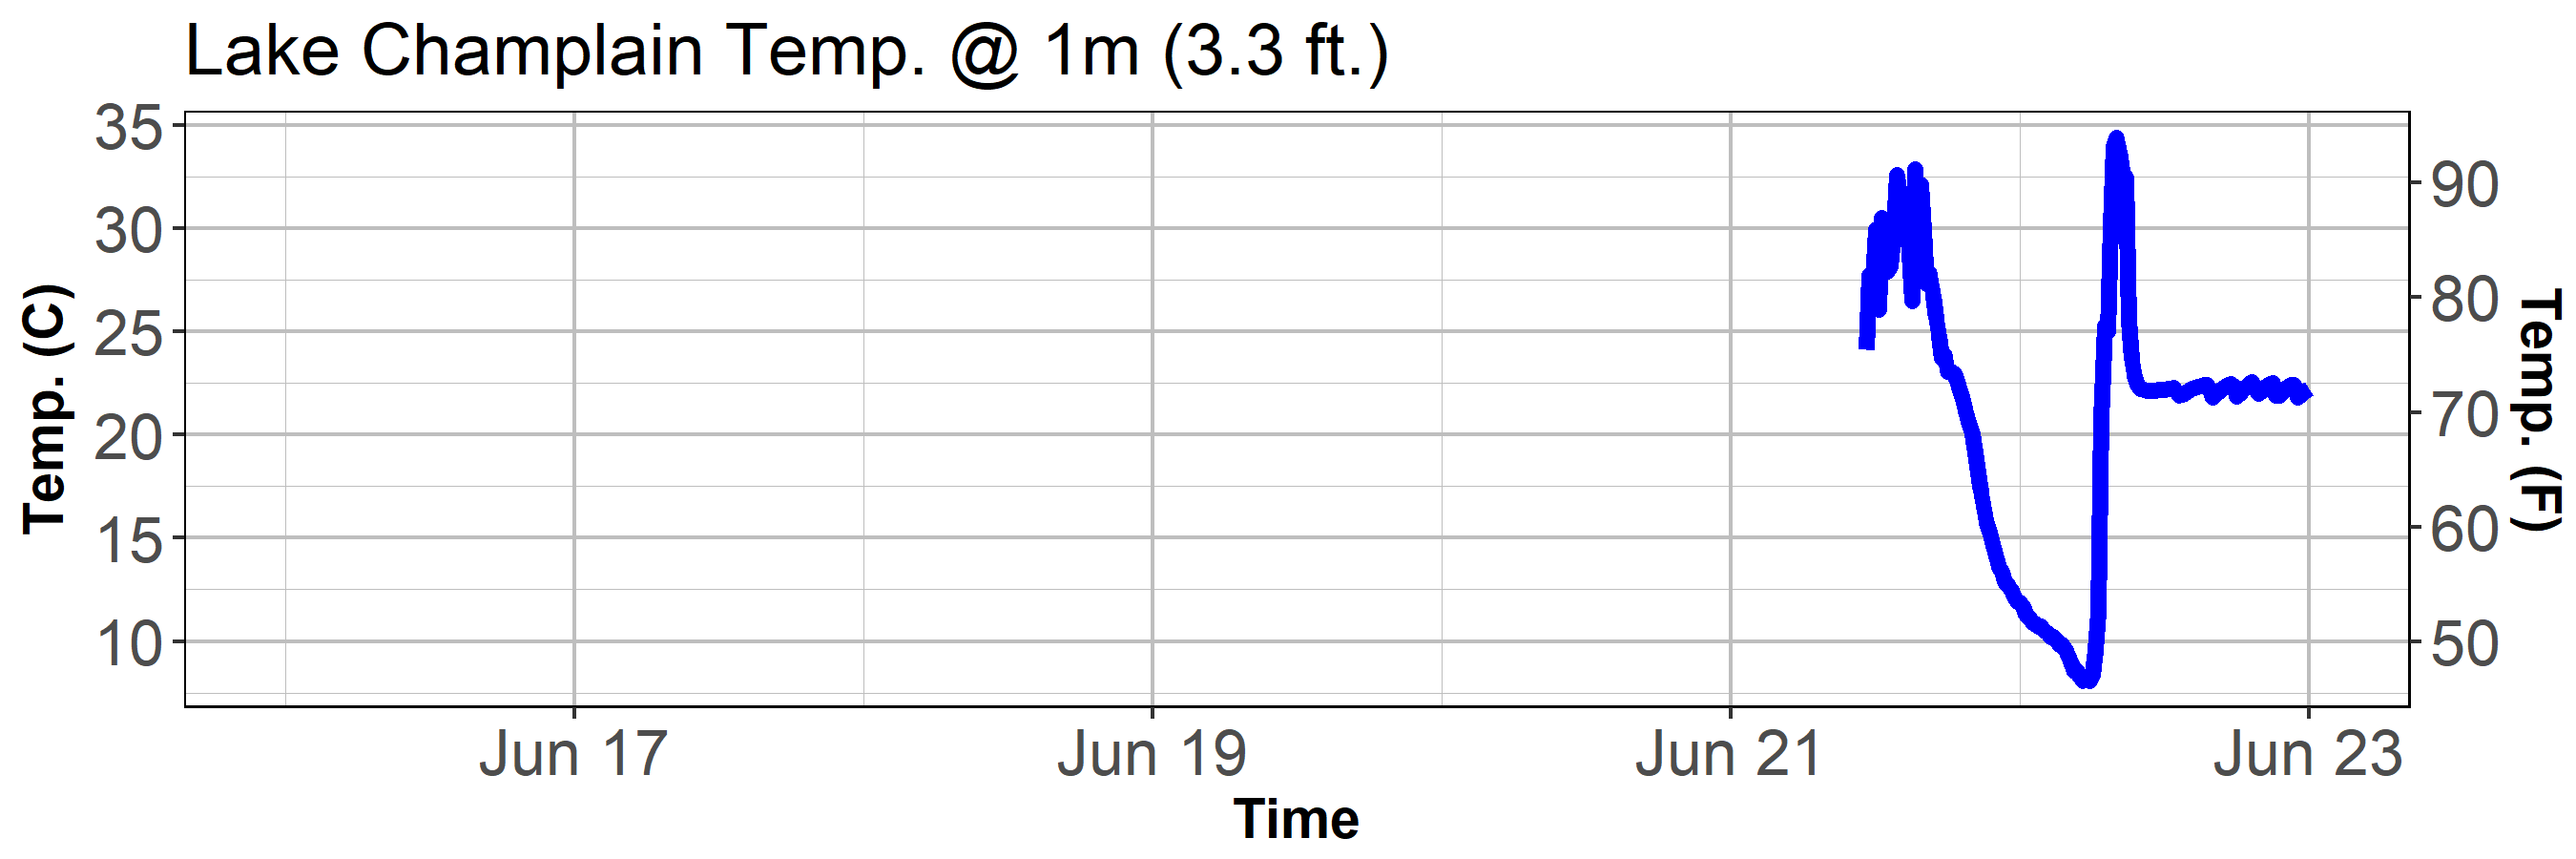 Lake Champlain Temp. @ 1m (3.3 ft.)
35
30
25
20
15
10
Temp. (C)
90
80
70
60
50
Temp. (F)
Jun 17
Jun 19
Jun 21
Jun 23
Time